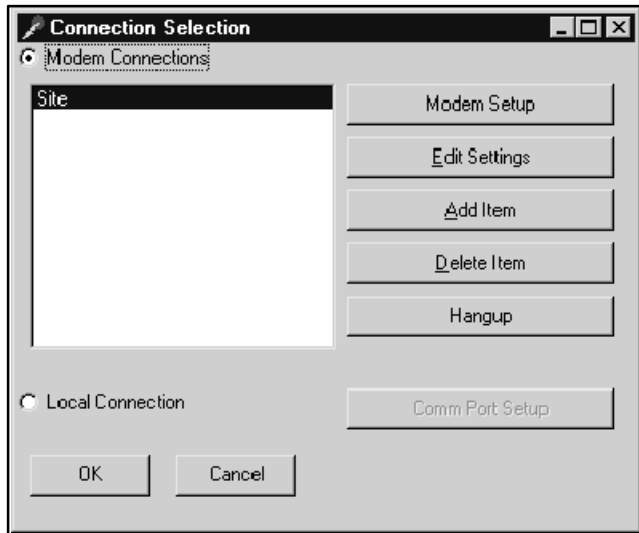 Connection Selection
Modem Connections
Site
Modem Setup
Edit Settings
Add Item
Delete Item
Hangup
Local Connection
Comm Port Setup
OK
Cancel